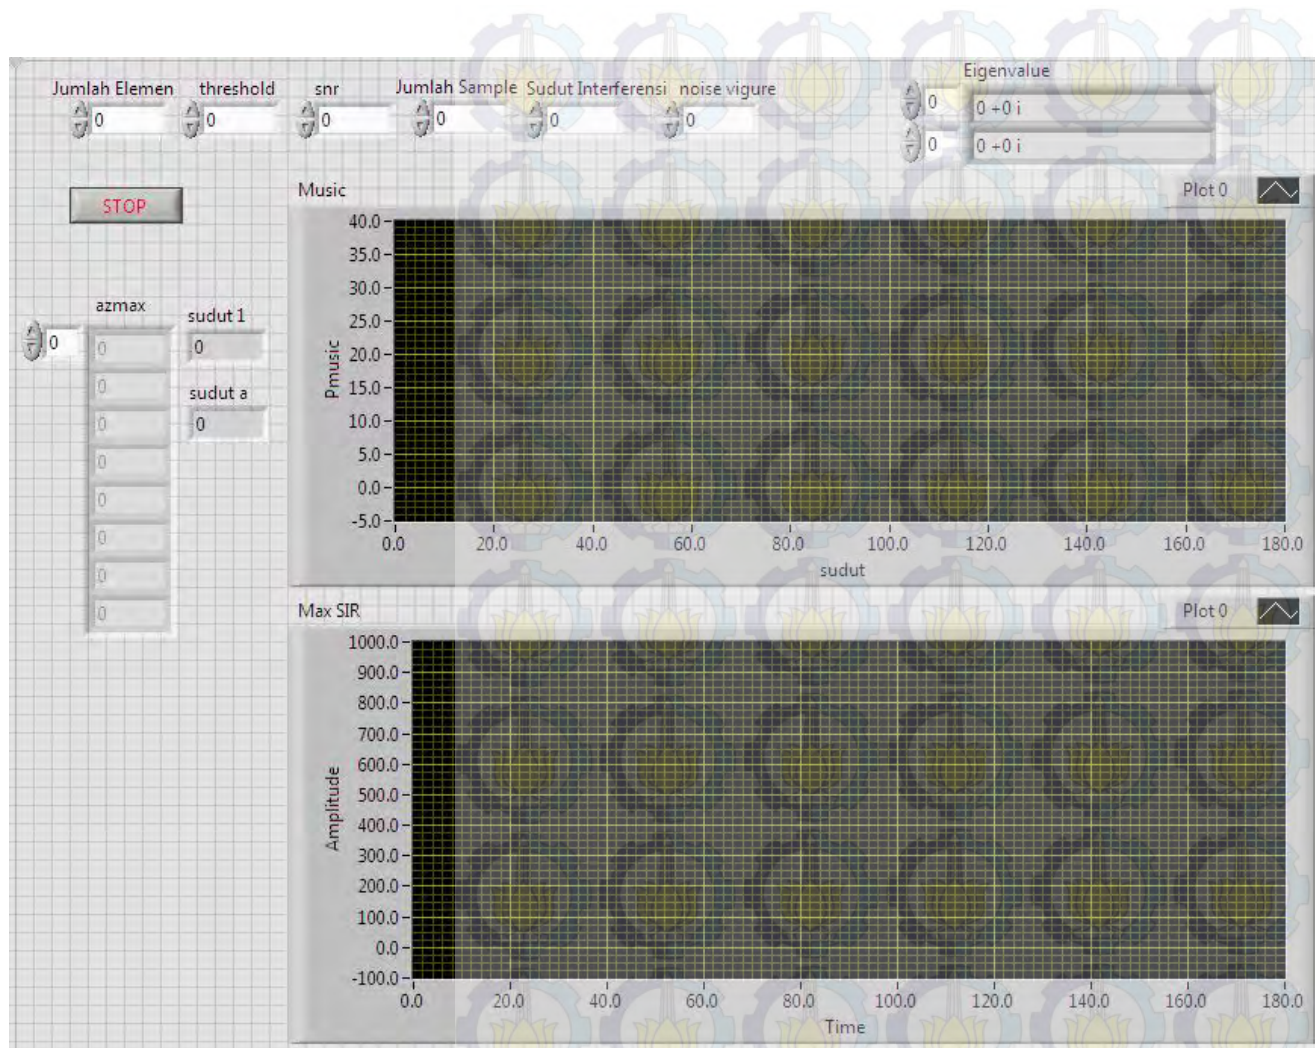 Jumlah Elemen threshold snr Jumlah Sample Sudut Interferensi noise vigure Eigenvalue
0 0 0 0 0 0 0 0 +0 i
0 0 +0 i
STOP
Music Plot 0
40.0
35.0
30.0
25.0
20.0
15.0
10.0
5.0
0.0
-5.0
Pmusic
0.0 20.0 40.0 60.0 80.0 100.0 120.0 140.0 160.0 180.0
sudut
azmax
0
0
0
0
0
0
0
0
0
sudut 1
0
sudut a
0
Max SIR Plot 0
1000.0
900.0
800.0
700.0
600.0
500.0
400.0
300.0
200.0
100.0
0.0
-100.0
Amplitude
0.0 20.0 40.0 60.0 80.0 100.0 120.0 140.0 160.0 180.0
Time